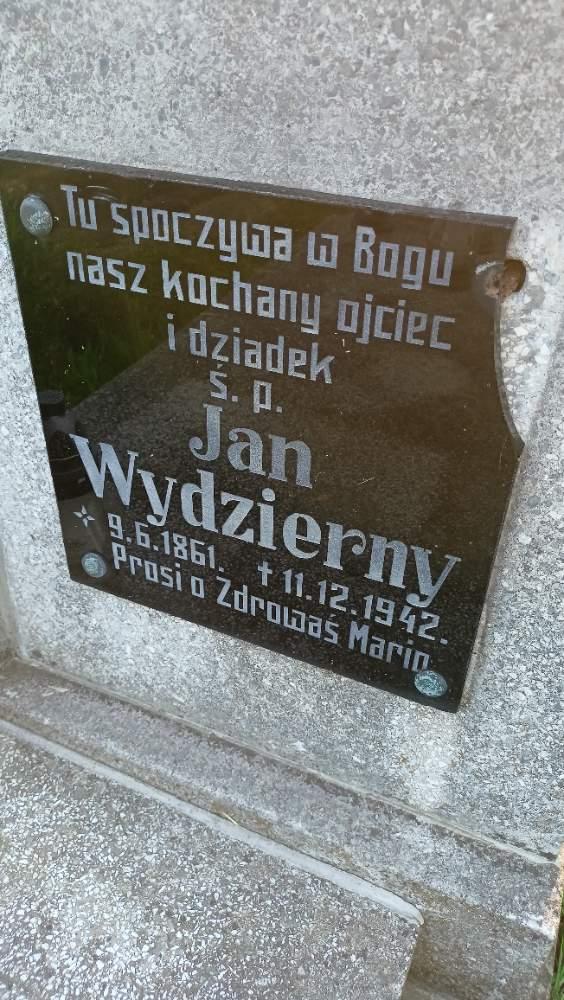 Tu spoczywa w Bogu
nasz kochany ojciec
i dziadek
ś. p.
Jan
Wydzierny
9.6.1861. †11.12.1942.
Prosi o Zdrowaś Mario